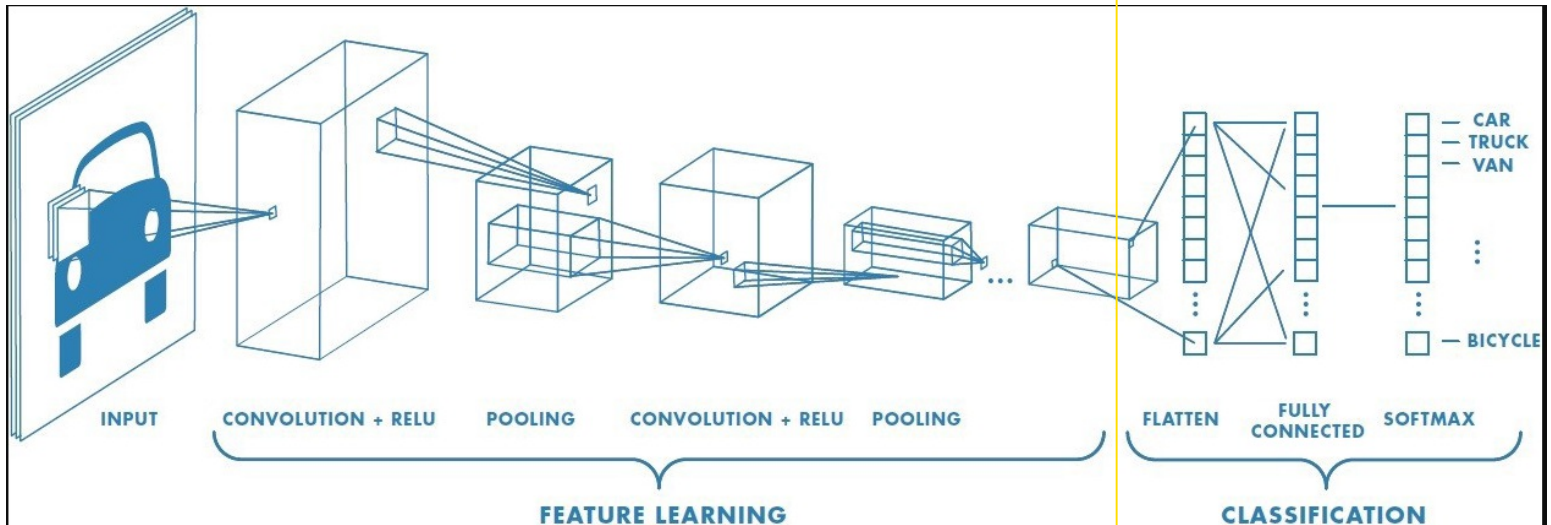 CAR
TRUCK
VAN
BICYCLE
INPUT
CONVOLUTION + RELU
POOLING
CONVOLUTION + RELU
POOLING
FLATTEN
FULLY
CONNECTED
SOFTMAX
FEATURE LEARNING
CLASSIFICATION